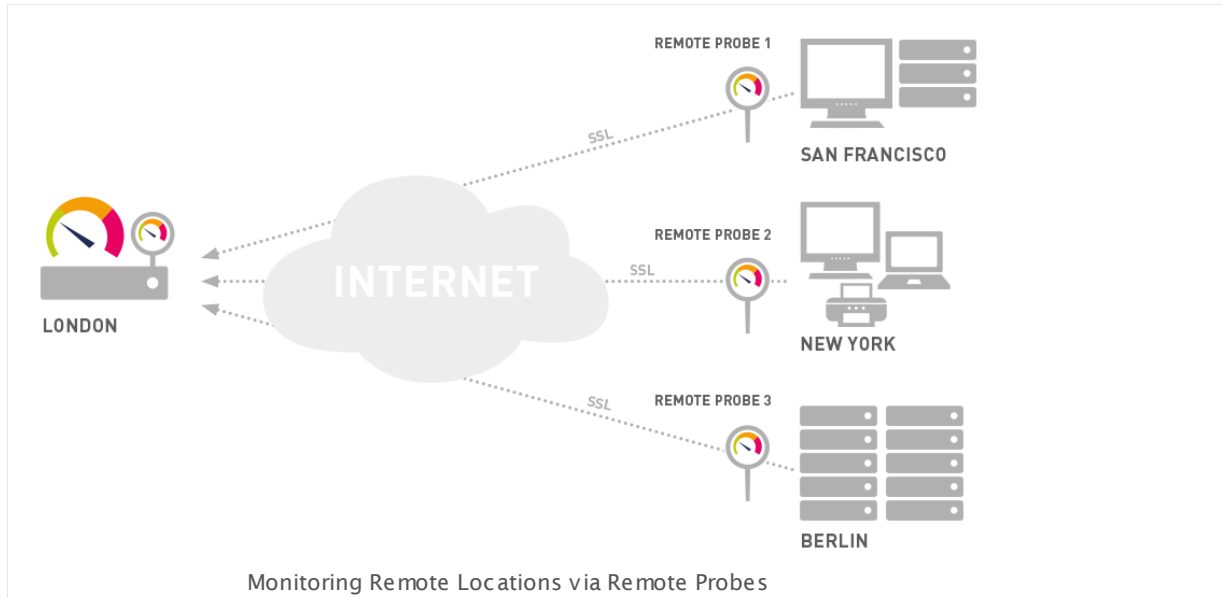 REMOTE PROBE 1
SSL
SAN FRANCISCO
REMOTE PROBE 2
INTERNET
SSL
LONDON
NEW YORK
REMOTE PROBE 3
SSL
BERLIN
Monitoring Remote Locations via Remote Probes